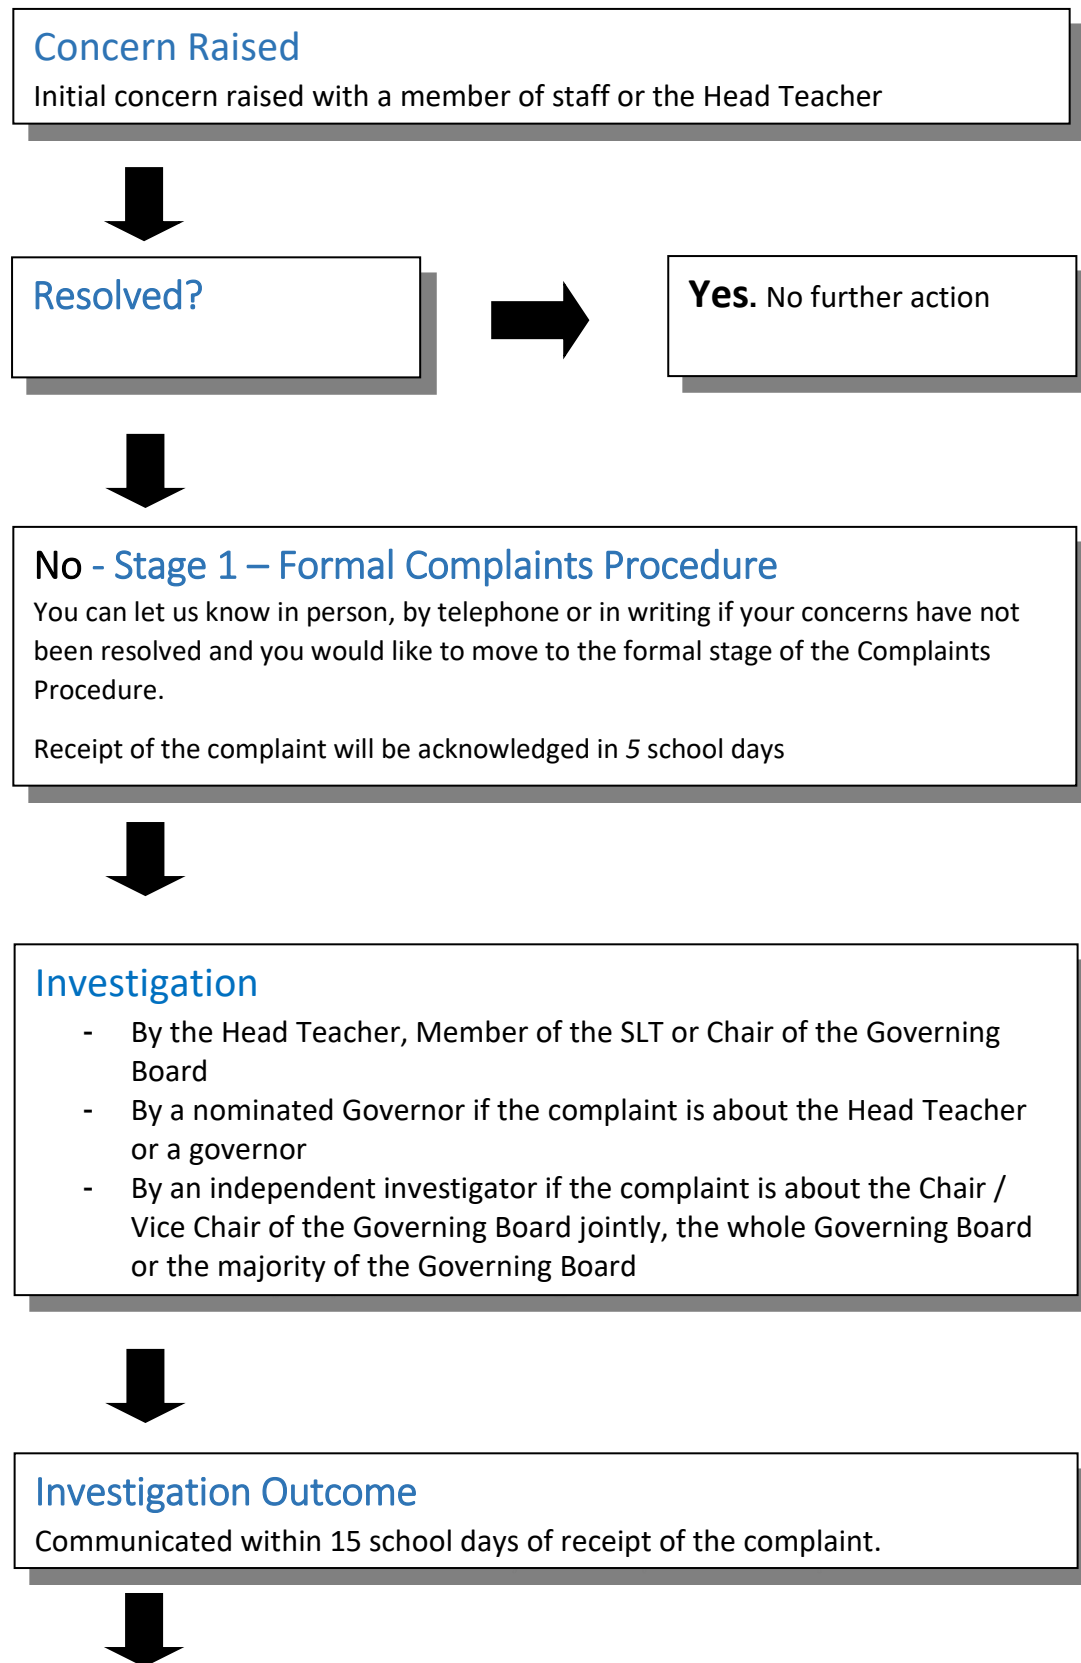 Concern Raised
Initial concern raised with a member of staff or the Head Teacher
Resolved?
Yes. No further action
No - Stage 1 – Formal Complaints Procedure
You can let us know in person, by telephone or in writing if your concerns have not
been resolved and you would like to move to the formal stage of the Complaints
Procedure.
Receipt of the complaint will be acknowledged in 5 school days
Investigation
- By the Head Teacher, Member of the SLT or Chair of the Governing
Board
- By a nominated Governor if the complaint is about the Head Teacher
or a governor
- By an independent investigator if the complaint is about the Chair /
Vice Chair of the Governing Board jointly, the whole Governing Board
or the majority of the Governing Board
Investigation Outcome
Communicated within 15 school days of receipt of the complaint.